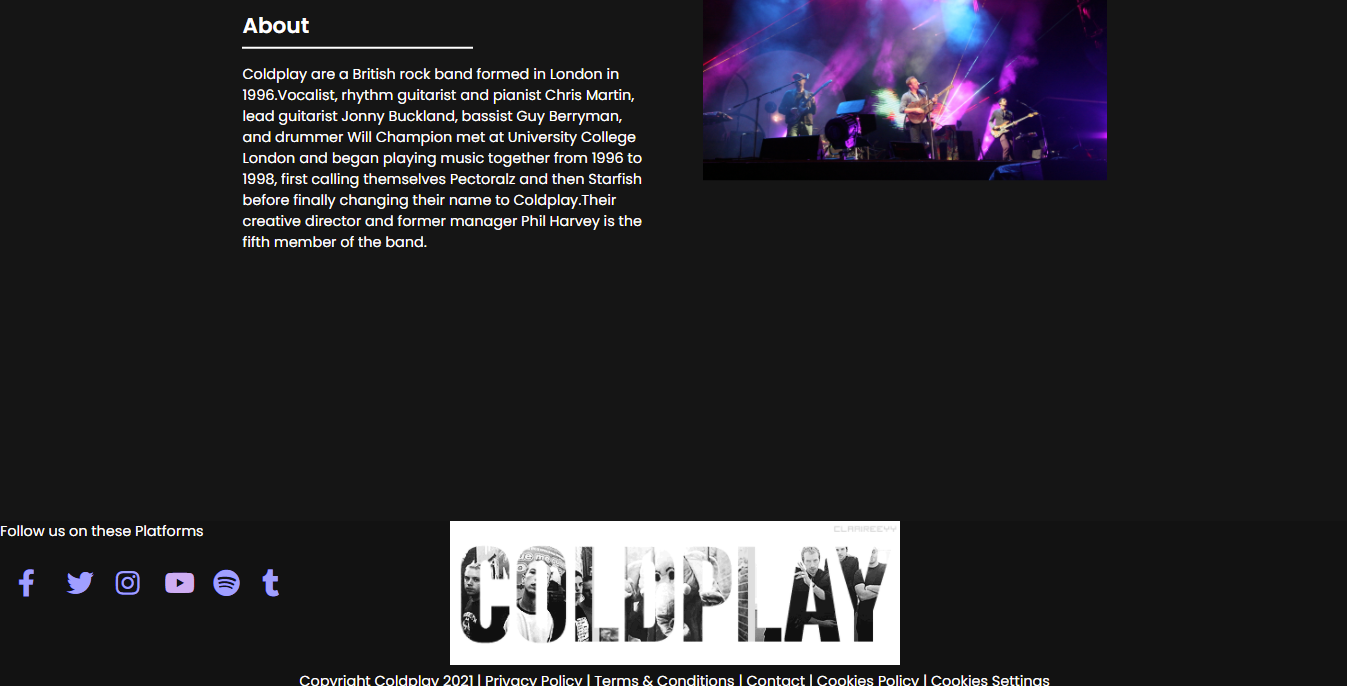 About
Coldplay are a British rock band formed in London in
1996.Vocalist, rhythm guitarist and pianist Chris Martin,
lead guitarist Jonny Buckland, bassist Guy Berryman,
and drummer Will Champion met at University College
London and began playing music together from 1996 to
1998, first calling themselves Pectoralz and then Starfish
before finally changing their name to Coldplay.Their
creative director and former manager Phil Harvey is the
fifth member of the band.
Follow us on these Platforms
COLDPLAY
Copyright Coldplay 2021 | Privacy Policy | Terms & Conditions | Contact | Cookies Policy | Cookies Settings